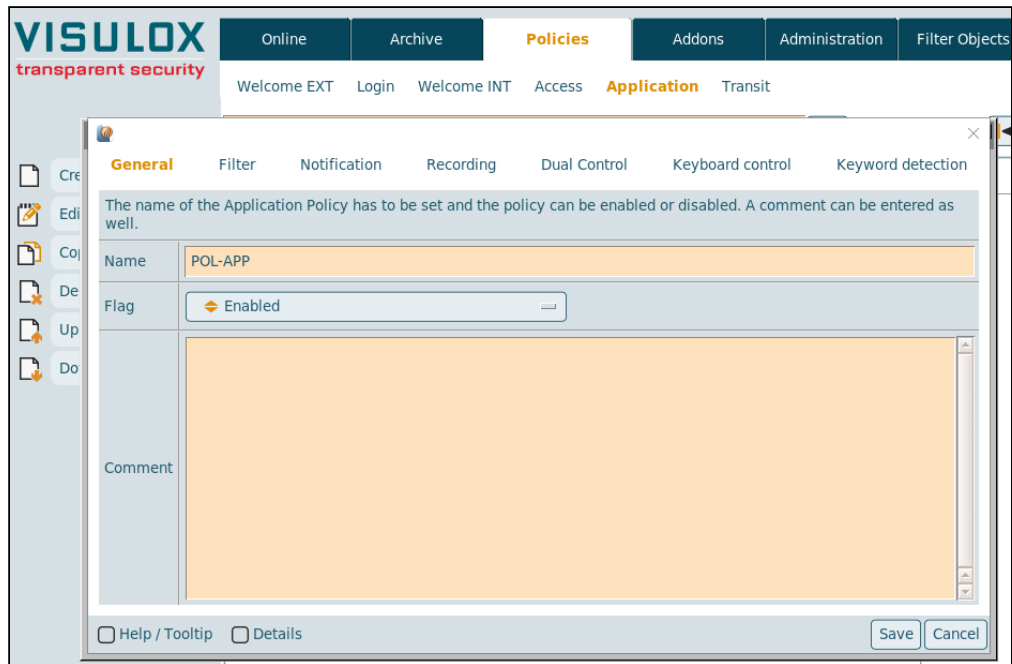 VISULOX
transparent security
Online Archive Policies Addons Administration Filter Objects
Welcome EXT Login Welcome INT Access Application Transit
General Filter Notification Recording Dual Control Keyboard control Keyword detection
The name of the Application Policy has to be set and the policy can be enabled or disabled. A comment can be entered as
well.
Cre
Edi
Cop
De
Up
Do
Name POL-APP
Flag Enabled
Comment
Help / Tooltip Details Save Cancel